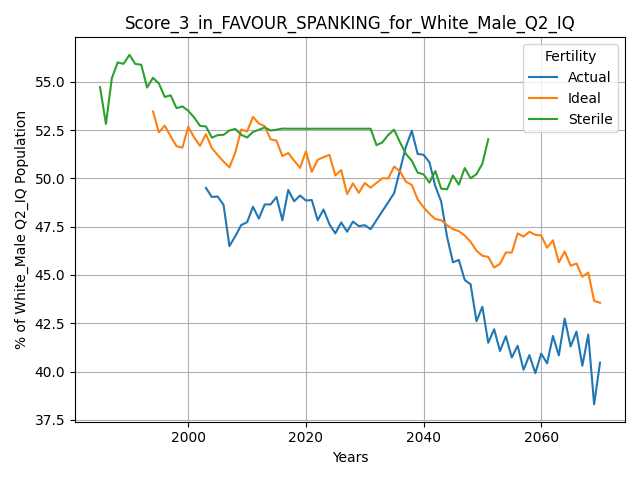 Score_3_in_FAVOUR_SPANKING_for_White_Male_Q2_IQ
% of White_Male Q2_IQ Population
55.0
52.5
50.0
47.5
45.0
42.5
40.0
37.5
Fertility
Actual
Ideal
Sterile
2000
2020
2040
2060
Years